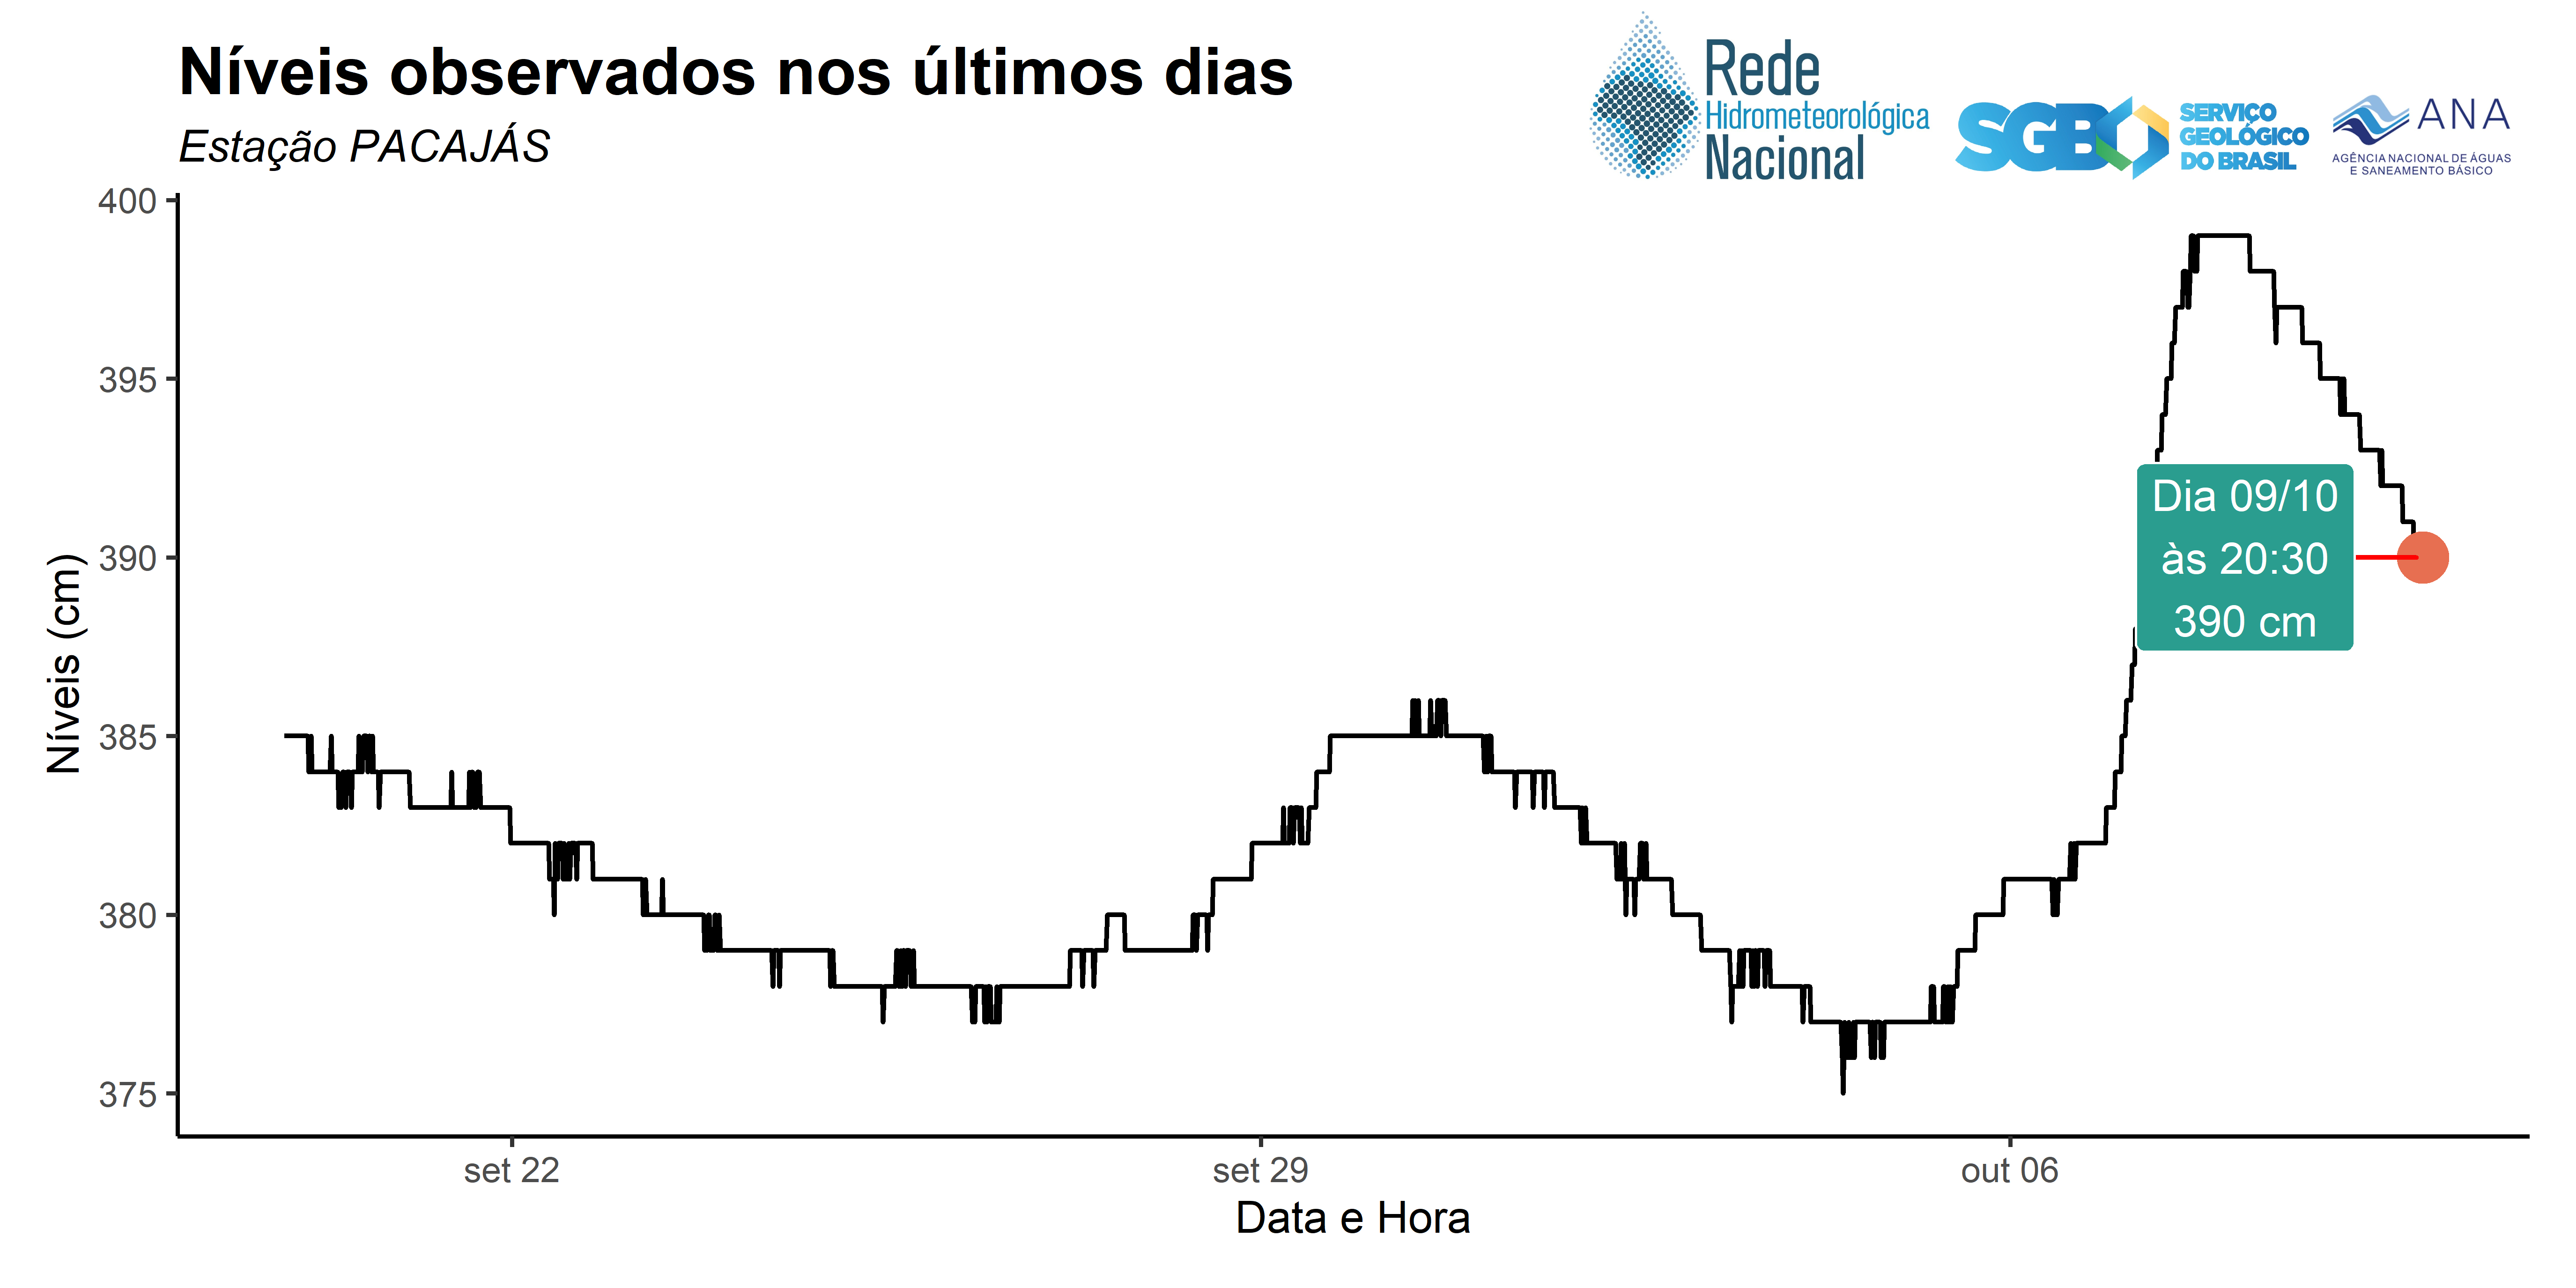 Níveis observados nos últimos dias
Estação PACAJÁS
Rede
Hidrometeorológica
Nacional
SGB
SERVIÇO
GEOLÓGICO
DO BRASIL
ANA
AGÊNCIA NACIONAL DE ÁGUAS
E SANEAMENTO BÁSICO
Níveis (cm)
400
395
390
385
380
375
Dia 09/10
às 20:30
390 cm
set 22
set 29
out 06
Data e Hora